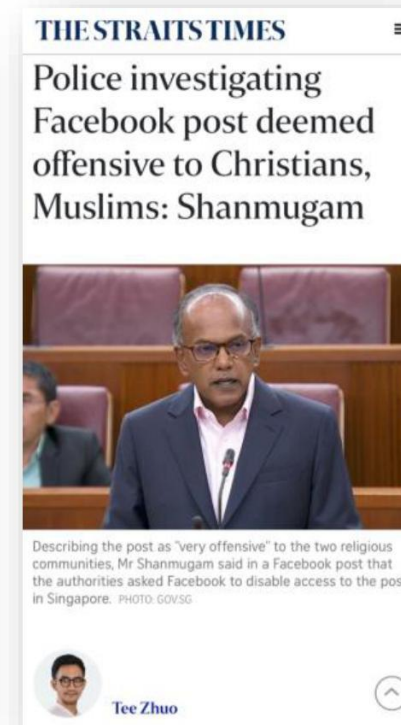 THE STRAITS TIMES
Police investigating
Facebook post deemed
offensive to Christians,
Muslims: Shanmugam
Describing the post as "very offensive" to the two religious
communities, Mr Shanmugam said in a Facebook post that
the authorities asked Facebook to disable access to the pos
in Singapore. PHOTO: GOV.SG
Tee Zhuo